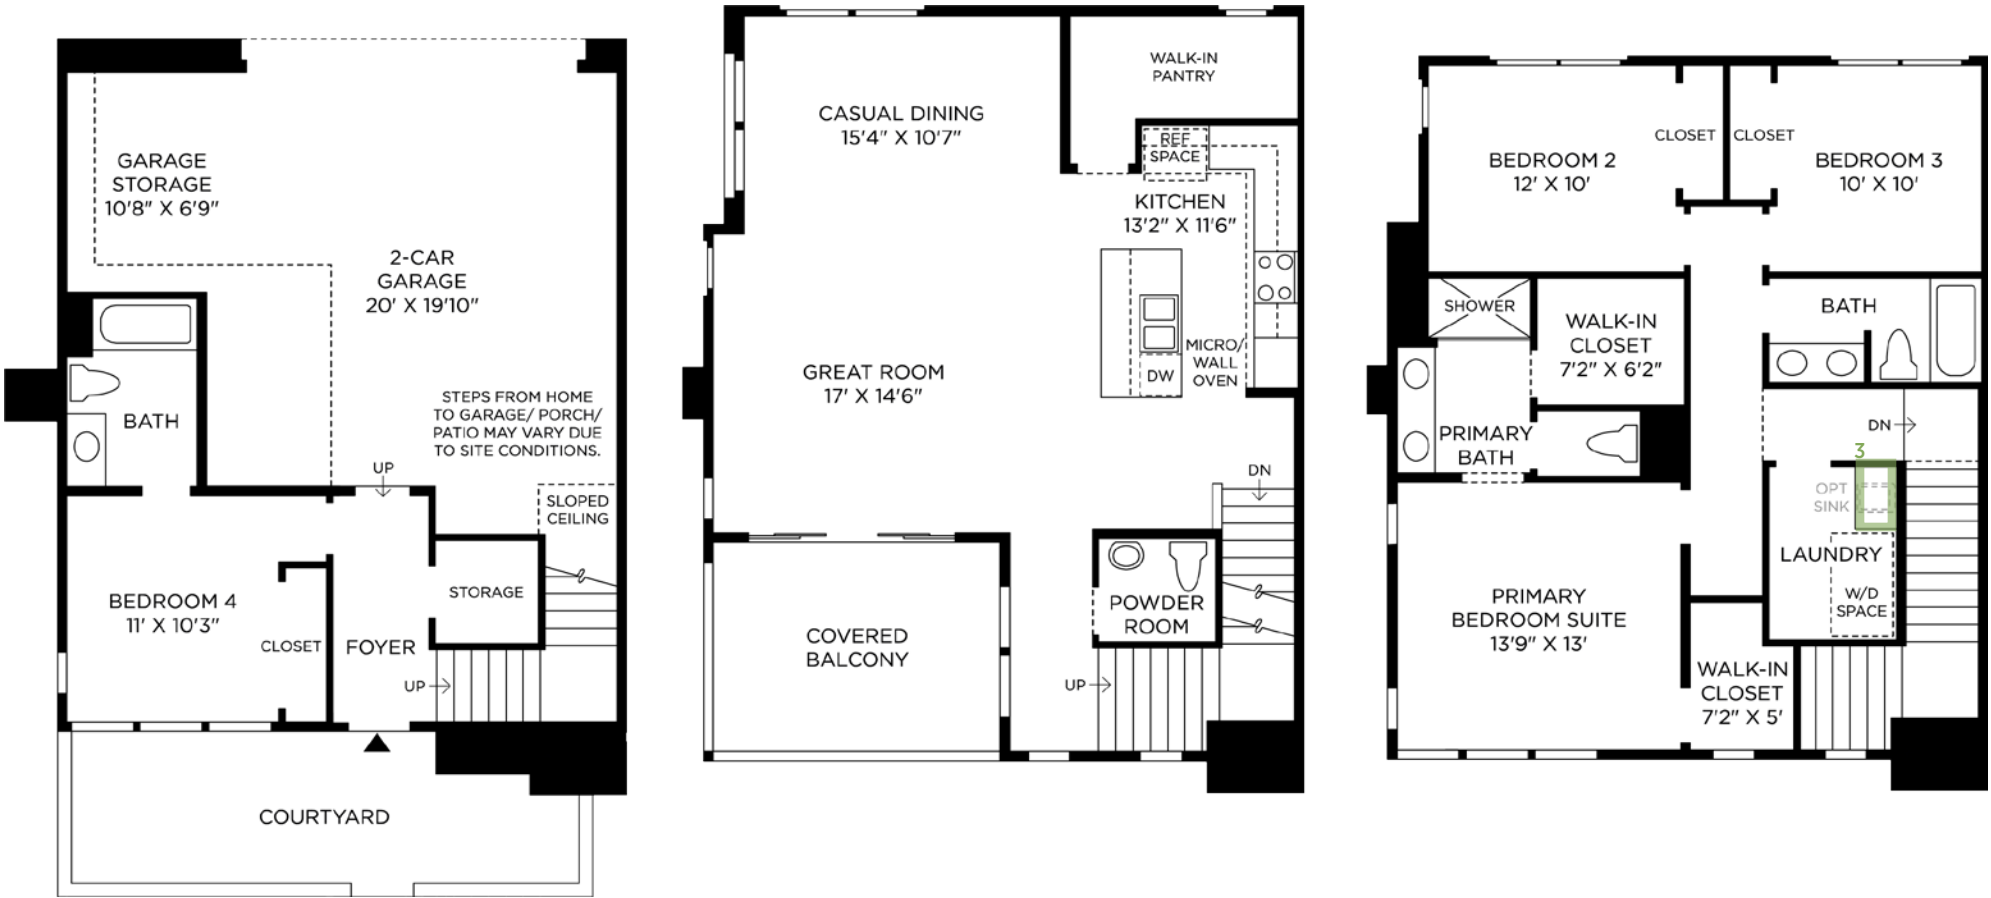 GARAGE
STORAGE
10'8" X 6'9"
2-CAR
GARAGE
20' X 19'10"
STEPS FROM HOME
TO GARAGE/ PORCH/
PATIO MAY VARY DUE
TO SITE CONDITIONS.
BATH
UP
SLOPED
CEILING
STORAGE
BEDROOM 4
11' X 10'3"
CLOSET
FOYER
UP
COURTYARD
WALK-IN
PANTRY
CASUAL DINING
15'4" X 10'7"
REF
SPACE
KITCHEN
13'2" X 11'6"
MICRO/
WALL
OVEN
DW
GREAT ROOM
17' X 14'6"
DN
POWDER
ROOM
COVERED
BALCONY
UP
CLOSET
CLOSET
BEDROOM 2
12' X 10'
BEDROOM 3
10' X 10'
SHOWER
WALK-IN
CLOSET
7'2" X 6'2"
BATH
PRIMARY
BATH
DN
3
OPT
SINK
LAUNDRY
W/D
SPACE
PRIMARY
BEDROOM SUITE
13'9" X 13'
WALK-IN
CLOSET
7'2" X 5'